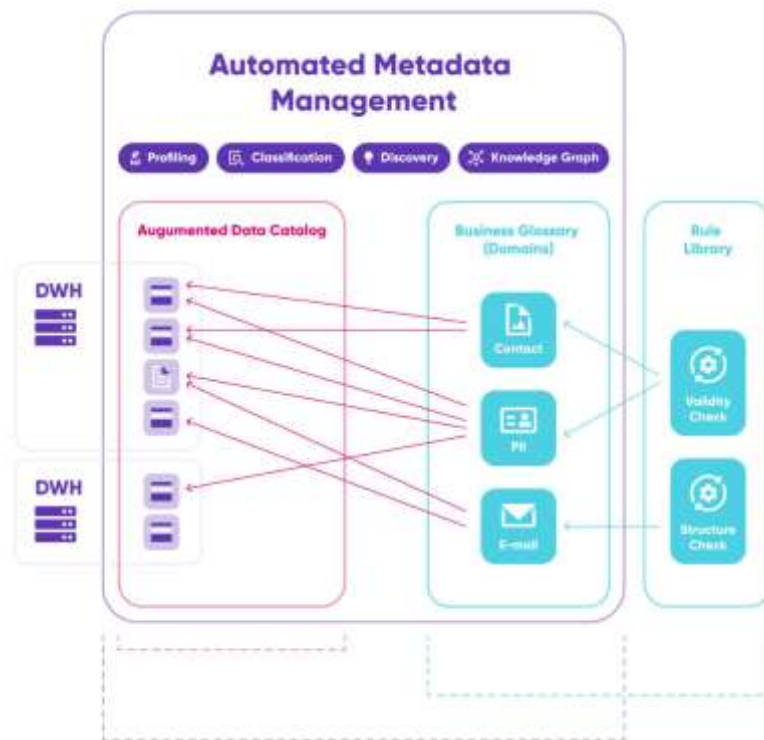 Automated Metadata
Management
Profiling
Classification
Discovery
Knowledge Graph
Augumented Data Catalog
Business Glossary
(Domains)
Rule
Library
DWH
Contact
Validity
Check
PII
DWH
E-mail
Structure
Check